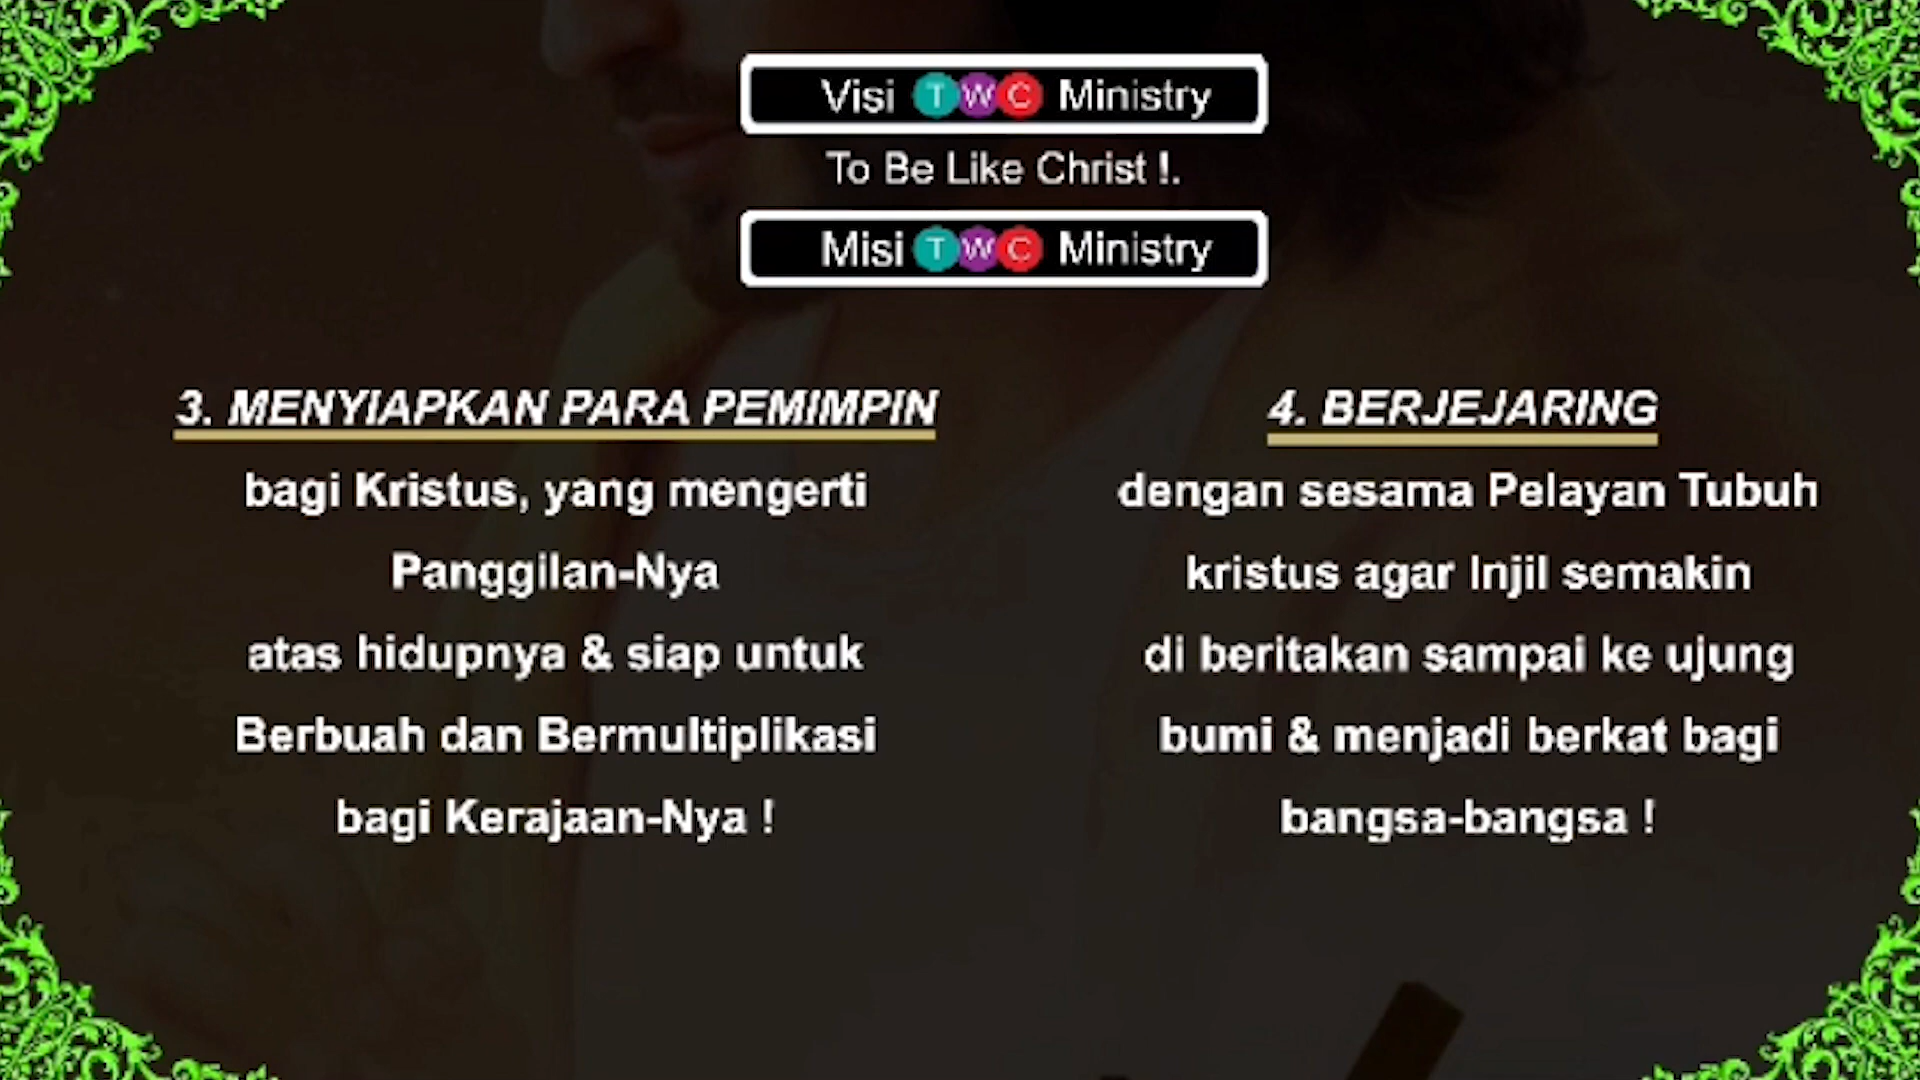 Visi TWC Ministry
To Be Like Christ !.
Misi TWC Ministry
3. MENYIAPKAN PARA PEMIMPIN
bagi Kristus, yang mengerti
Panggilan-Nya
atas hidupnya & siap untuk
Berbuah dan Bermultiplikasi
bagi Kerajaan-Nya !
4. BERJEJARING
dengan sesama Pelayan Tubuh
kristus agar Injil semakin
di beritakan sampai ke ujung
bumi & menjadi berkat bagi
bangsa-bangsa !